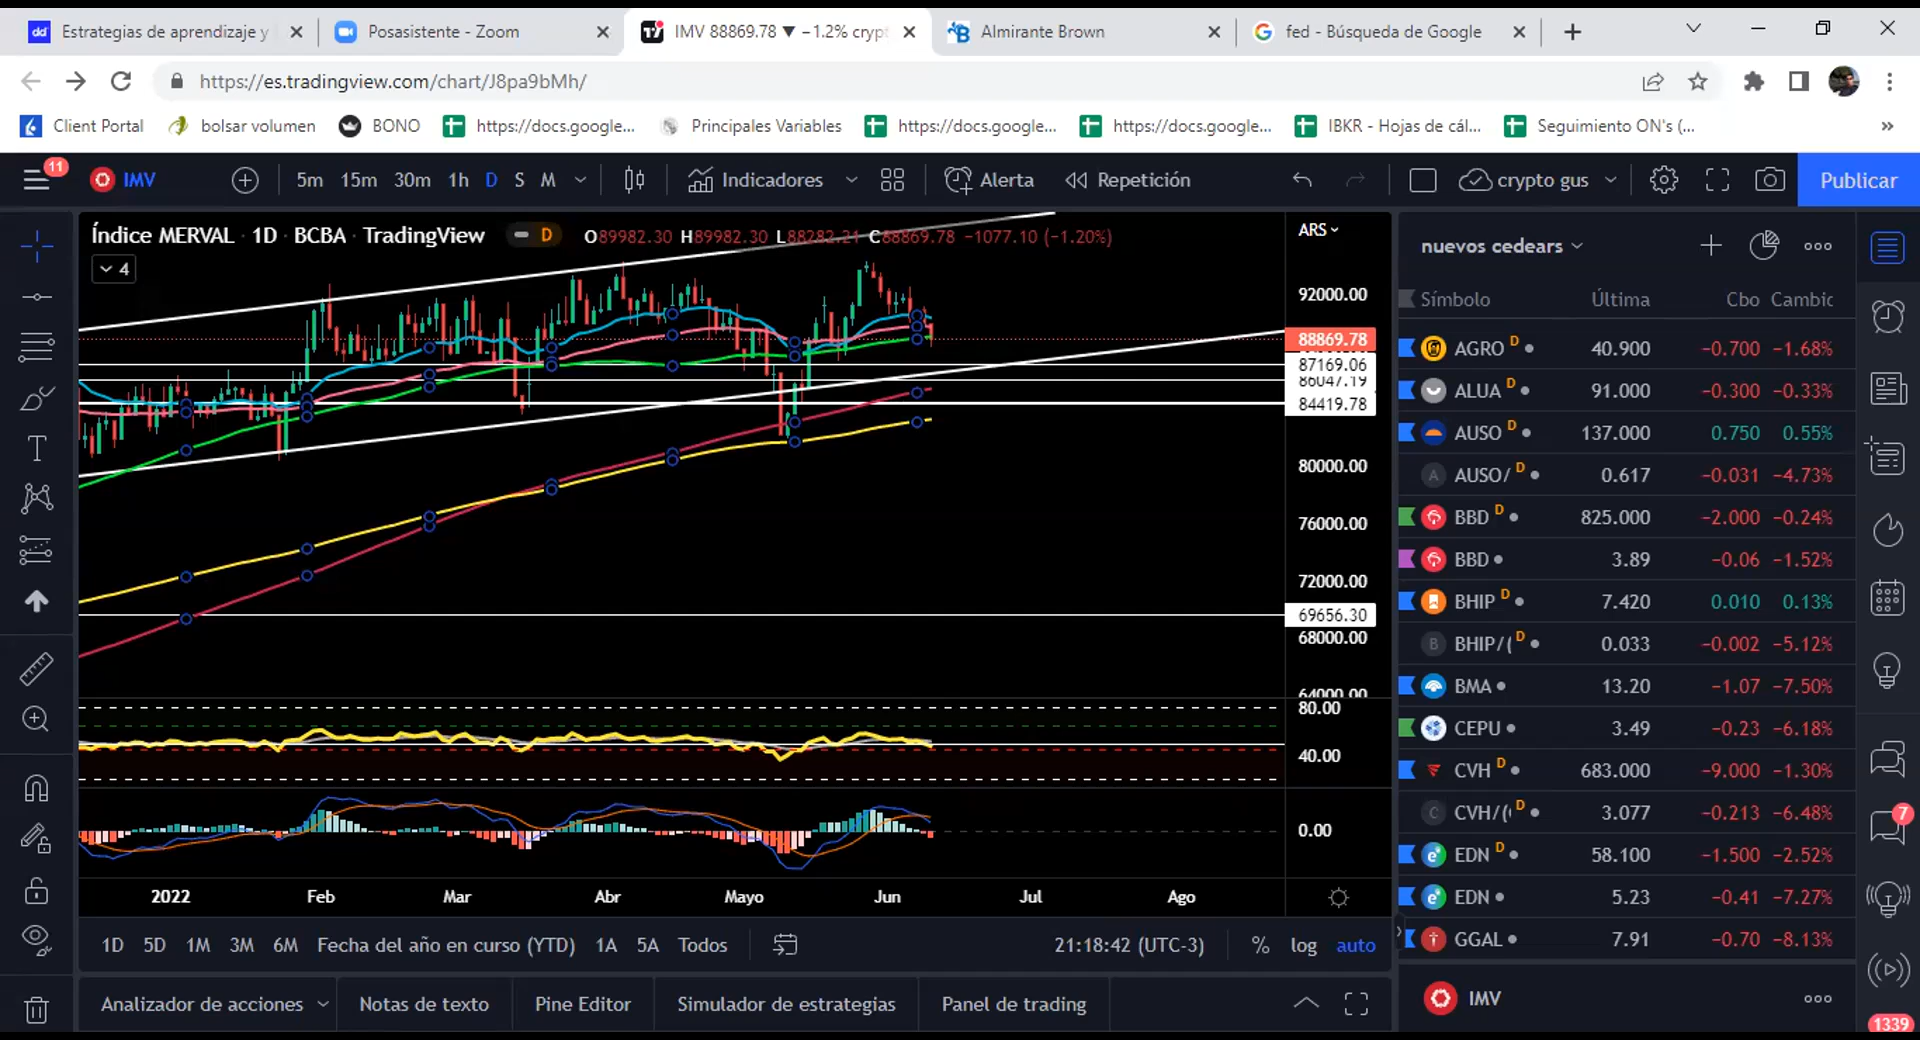 Estrategias de aprendizaje y
Posasistente - Zoom
IMV 88869.78 ▼ −1.2% crypt
Almirante Brown
fed - Búsqueda de Google
https://es.tradingview.com/chart/J8pa9bMh/
Client Portal
bolsar volumen
BONO
https://docs.google...
Principales Variables
https://docs.google...
https://docs.google...
IBKR - Hojas de cál...
Seguimiento ON's (...
11
IMV
5m 15m 30m 1h D S M
Indicadores
Alerta
Repetición
crypto gus
Publicar
Índice MERVAL · 1D · BCBA · TradingView
D
O89982.30 H89982.30 L88282.21 C88869.78 −1077.10 (−1.20%)
4
ARS
92000.00
88869.78
87169.06
86047.19
84419.78
80000.00
76000.00
72000.00
69656.30
68000.00
64000.00
80.00
40.00
0.00
2022 Feb Mar Abr Mayo Jun Jul Ago
1D 5D 1M 3M 6M Fecha del año en curso (YTD) 1A 5A Todos
21:18:42 (UTC-3) % log auto
Analizador de acciones
Notas de texto
Pine Editor
Simulador de estrategias
Panel de trading
nuevos cedears
Símbolo Última Cbo Cambic
AGRO D 40.900 −0.700 −1.68%
ALUA D 91.000 −0.300 −0.33%
AUSO D 137.000 0.750 0.55%
A AUSO/ D 0.617 −0.031 −4.73%
BBD D 825.000 −2.000 −0.24%
BBD 3.89 −0.06 −1.52%
BHIP D 7.420 0.010 0.13%
B BHIP/( D 0.033 −0.002 −5.12%
BMA 13.20 −1.07 −7.50%
CEPU 3.49 −0.23 −6.18%
CVH D 683.000 −9.000 −1.30%
C CVH/( D 3.077 −0.213 −6.48%
EDN D 58.100 −1.500 −2.52%
EDN 5.23 −0.41 −7.27%
GGAL 7.91 −0.70 −8.13%
IMV
7
1339